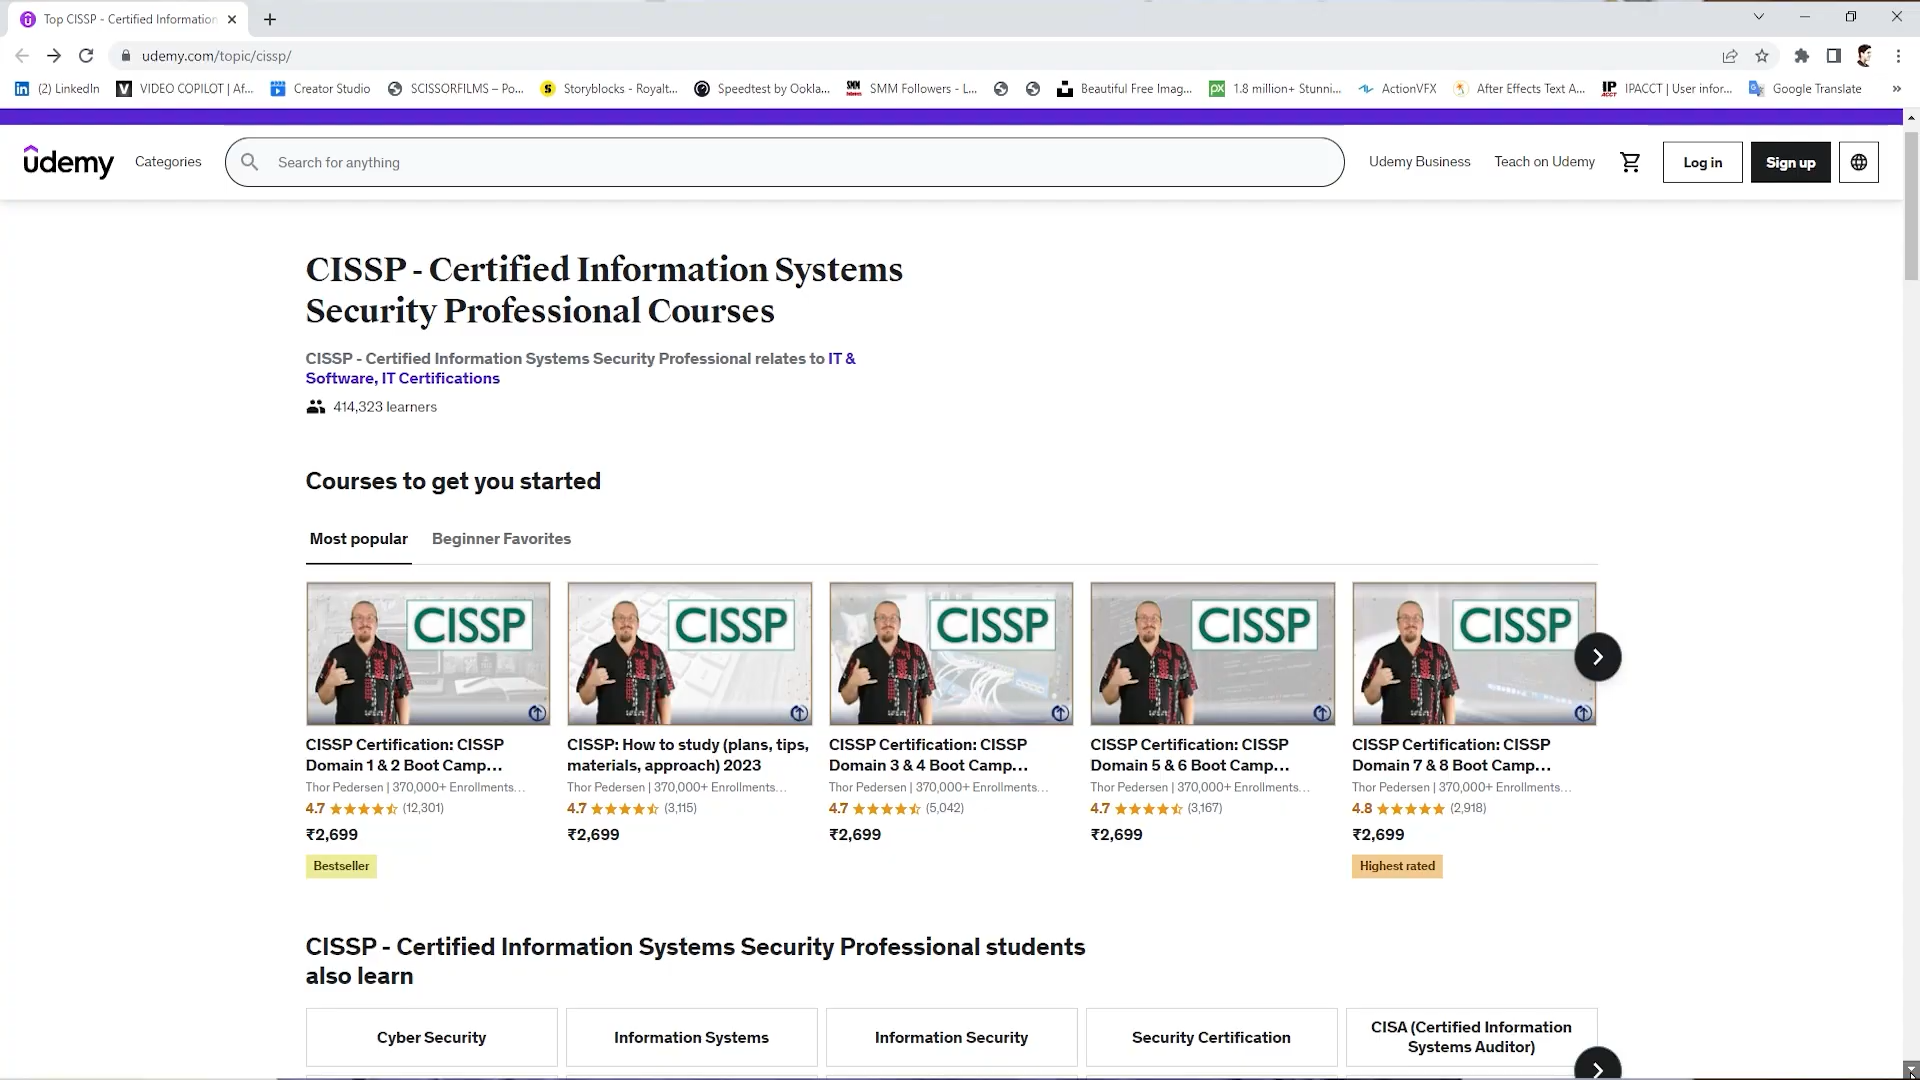 Top CISSP - Certified Information
udemy.com/topic/cissp/
(2) LinkedIn
VIDEO COPILOT | Af...
Creator Studio
SCISSORFILMS – Po...
Storyblocks - Royalt...
Speedtest by Ookla...
SMM Followers - L...
Beautiful Free Imag...
1.8 million+ Stunni...
ActionVFX
After Effects Text A...
IPACCT | User infor...
Google Translate
»
udemy
Categories
Search for anything
Udemy Business
Teach on Udemy
Log in
Sign up
CISSP - Certified Information Systems
Security Professional Courses
CISSP - Certified Information Systems Security Professional relates to IT &
Software, IT Certifications
414,323 learners
Courses to get you started
Most popular
Beginner Favorites
CISSP
CISSP
CISSP
CISSP
CISSP
CISSP Certification: CISSP
Domain 1 & 2 Boot Camp...
Thor Pedersen | 370,000+ Enrollments...
4.7 (12,301)
₹2,699
Bestseller
CISSP: How to study (plans, tips,
materials, approach) 2023
Thor Pedersen | 370,000+ Enrollments...
4.7 (3,115)
₹2,699
CISSP Certification: CISSP
Domain 3 & 4 Boot Camp...
Thor Pedersen | 370,000+ Enrollments...
4.7 (5,042)
₹2,699
CISSP Certification: CISSP
Domain 5 & 6 Boot Camp...
Thor Pedersen | 370,000+ Enrollments...
4.7 (3,167)
₹2,699
CISSP Certification: CISSP
Domain 7 & 8 Boot Camp...
Thor Pedersen | 370,000+ Enrollments...
4.8 (2,918)
₹2,699
Highest rated
CISSP - Certified Information Systems Security Professional students
also learn
Cyber Security
Information Systems
Information Security
Security Certification
CISA (Certified Information
Systems Auditor)